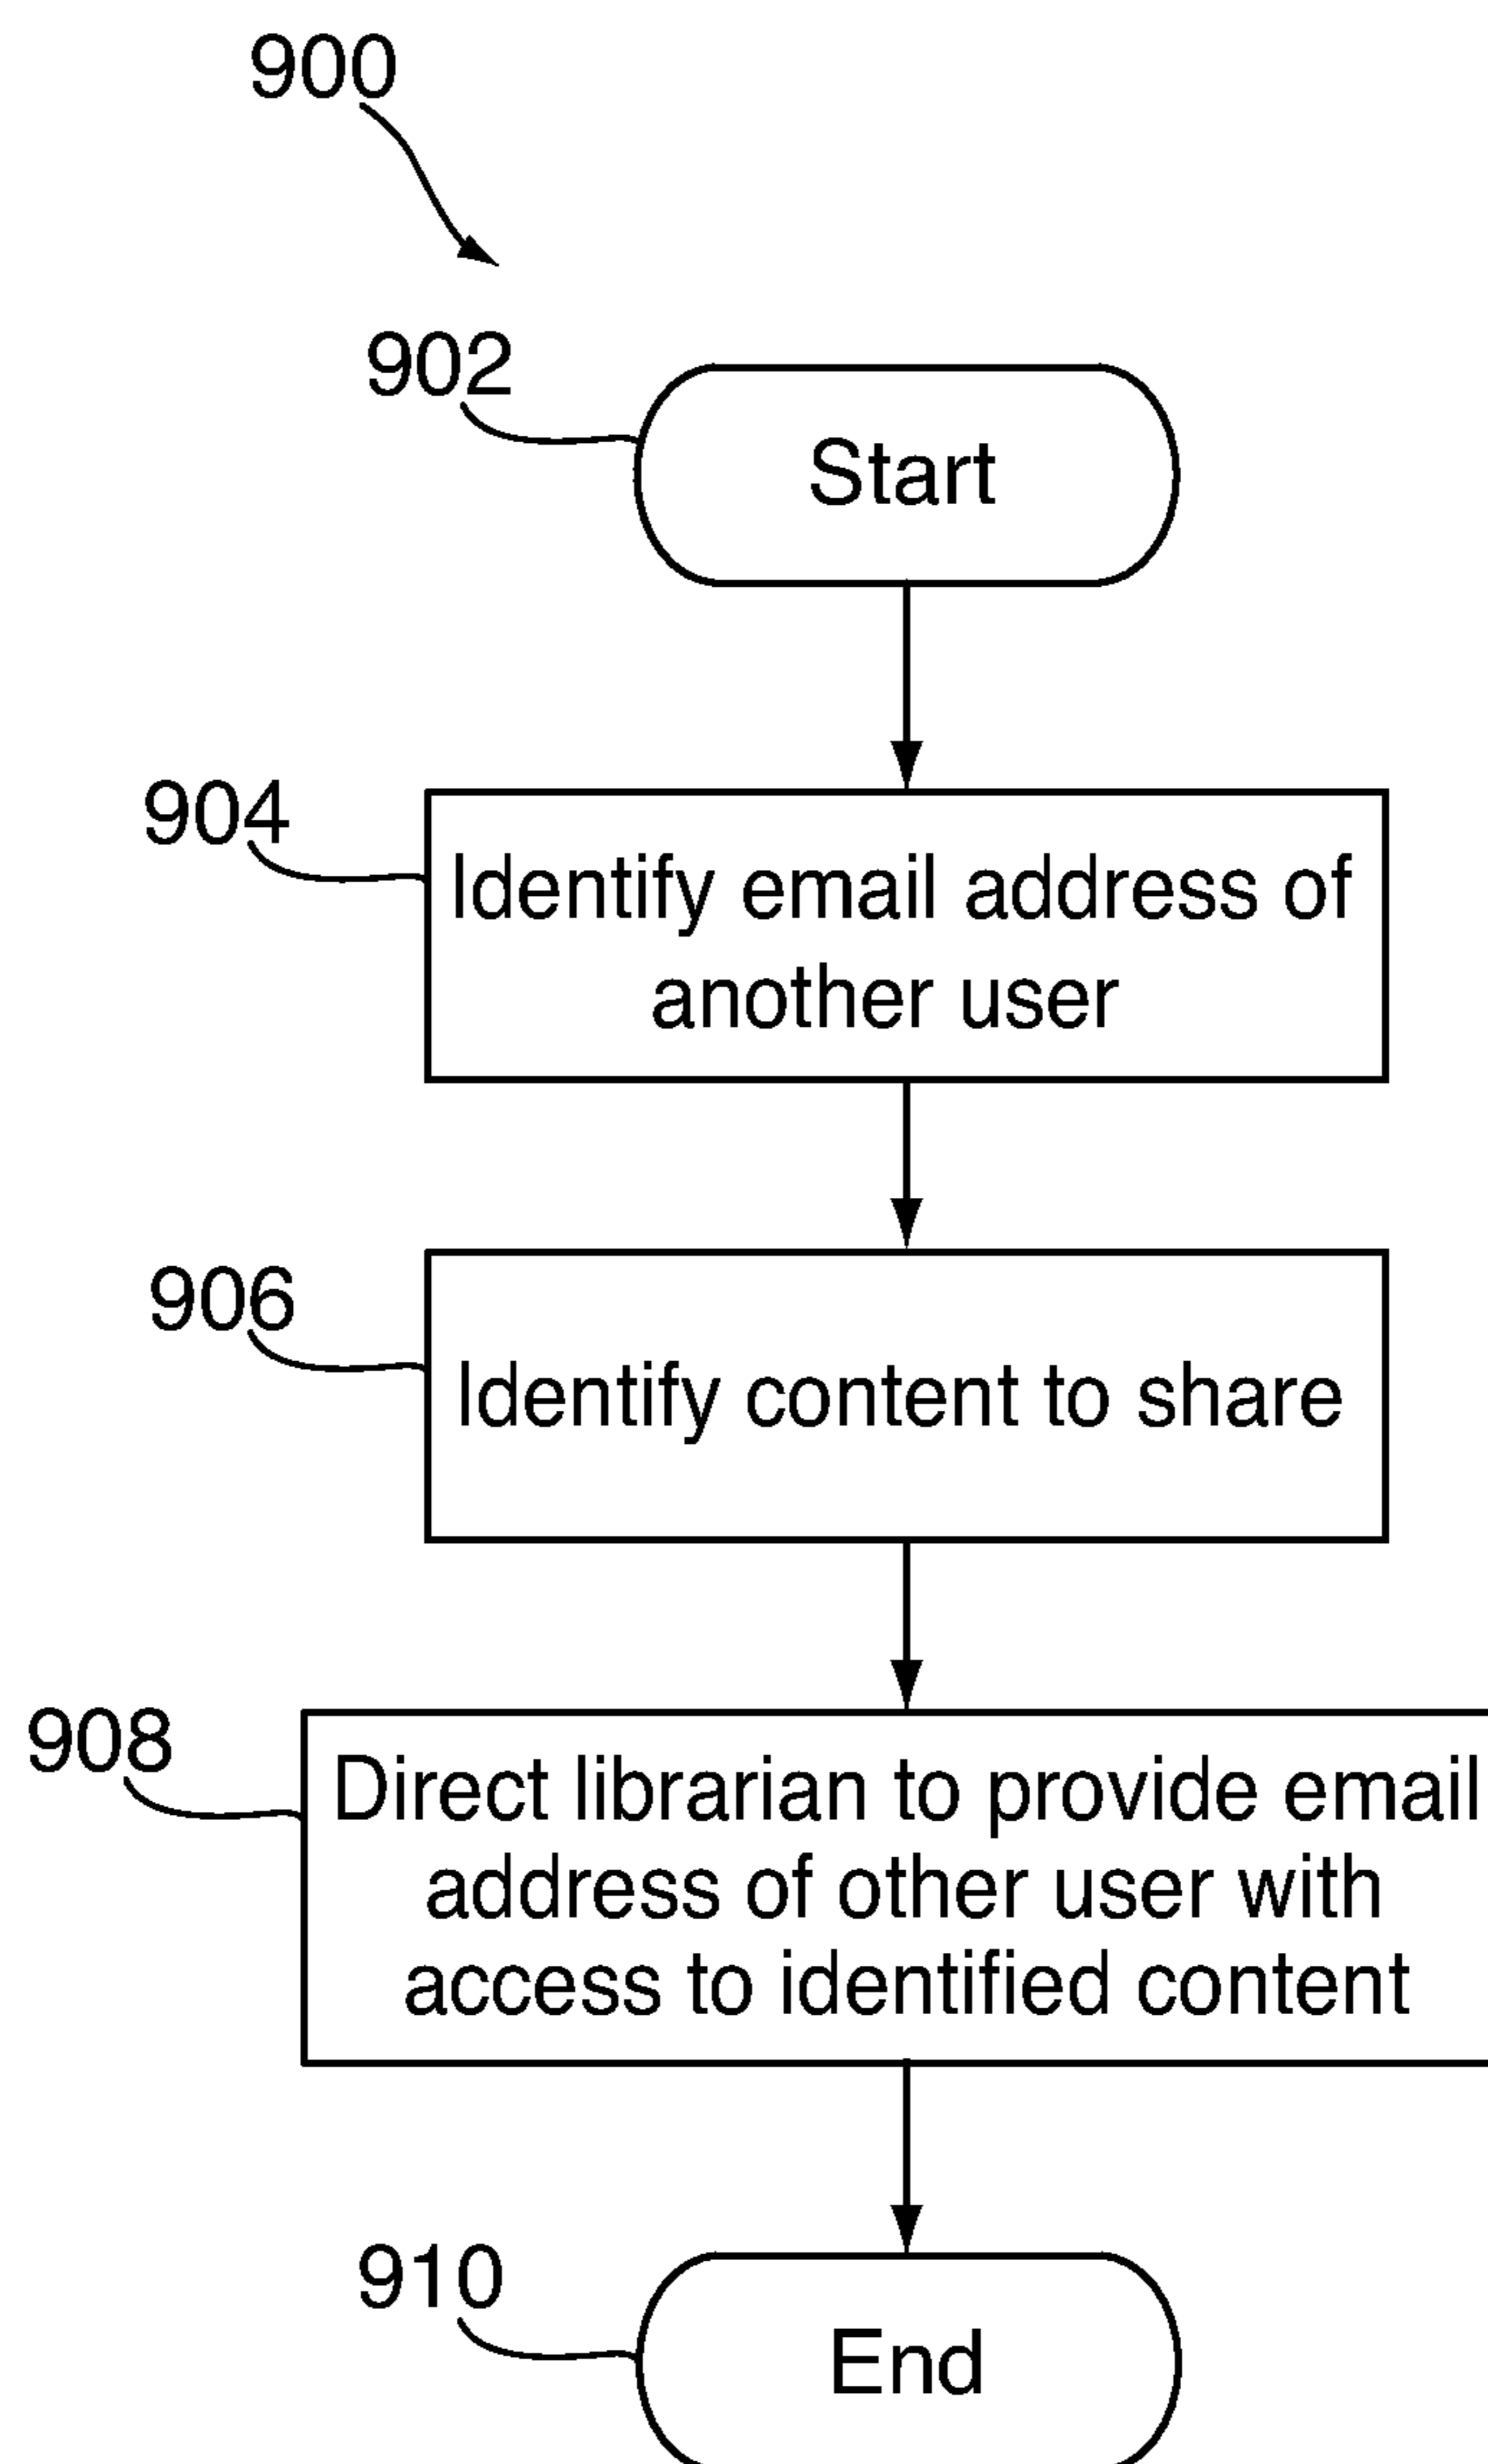 900
902
Start
904
Identify email address of
another user
906
Identify content to share
908
Direct librarian to provide email
address of other user with
access to identified content
910
End